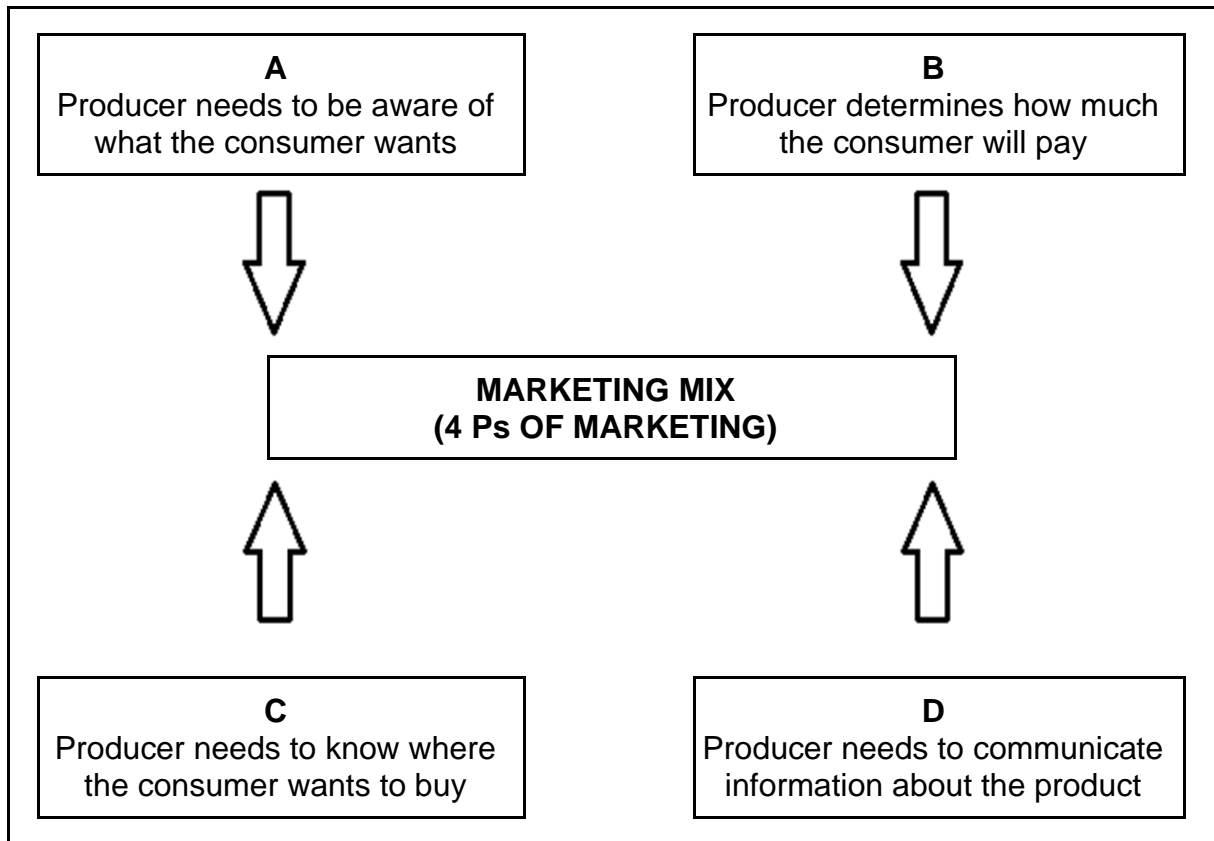 A
Producer needs to be aware of
what the consumer wants
B
Producer determines how much
the consumer will pay
MARKETING MIX
(4 Ps OF MARKETING)
C
Producer needs to know where
the consumer wants to buy
D
Producer needs to communicate
information about the product